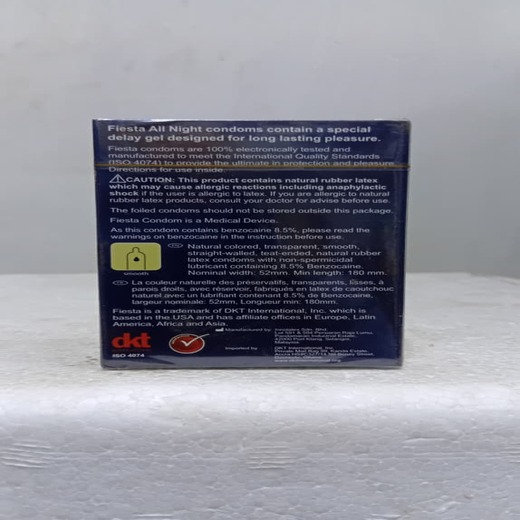 Fiesta All Night condoms contain a special
delay gel designed for long lasting pleasure.
Fiesta condoms are 100% electronically tested and
manufactured to meet the International Quality Standards
(ISO 4074) to provide the ultimate in protection and pleasure.
Directions for use inside.
CAUTION: This product contains natural rubber latex
which may cause allergic reactions including anaphylactic
shock if the user is allergic to latex. If you are allergic to natural
rubber latex products, consult your doctor for advise before use.
The foiled condoms should not be stored outside this package.
Fiesta Condom is a Medical Device.
As this condom contains benzocaine 8.5%, please read the
warnings on benzocaine in the instruction before use.
smooth
Natural colored, transparent, smooth,
straight-walled, teat-ended, natural rubber
latex condoms with non-spermicidal
lubricant containing 8.5% Benzocaine.
Nominal width: 52mm. Min length: 180 mm.
La couleur naturelle des préservatifs, transparents, lisses, à
parois droits, avec réservoir, fabriqués en latex de caoutchouc
naturel avec un lubrifiant contenant 8.5% de Benzocaine,
largeur nominale: 52mm, Longueur min: 180mm.
Fiesta is a trademark of DKT International, Inc. which is
based in the USA and has affiliate offices in Europe, Latin
America, Africa and Asia.
dkt
ISO 4074
Manufactured by
Innolatex Sdn. Bhd.
42000 Port Klang, Selangor,
Malaysia
Imported by
DKT International, Inc